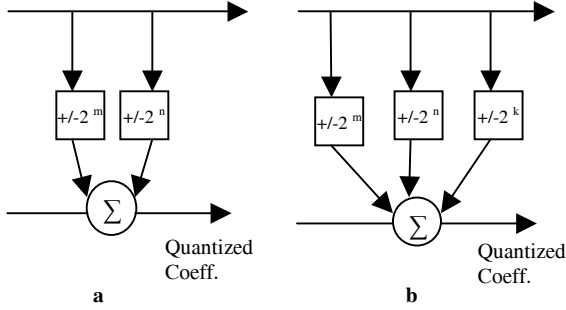 +/-2 m +/-2 n
∑
Quantized
Coeff.
a
+/-2 m +/-2 n +/-2 k
∑
Quantized
Coeff.
b